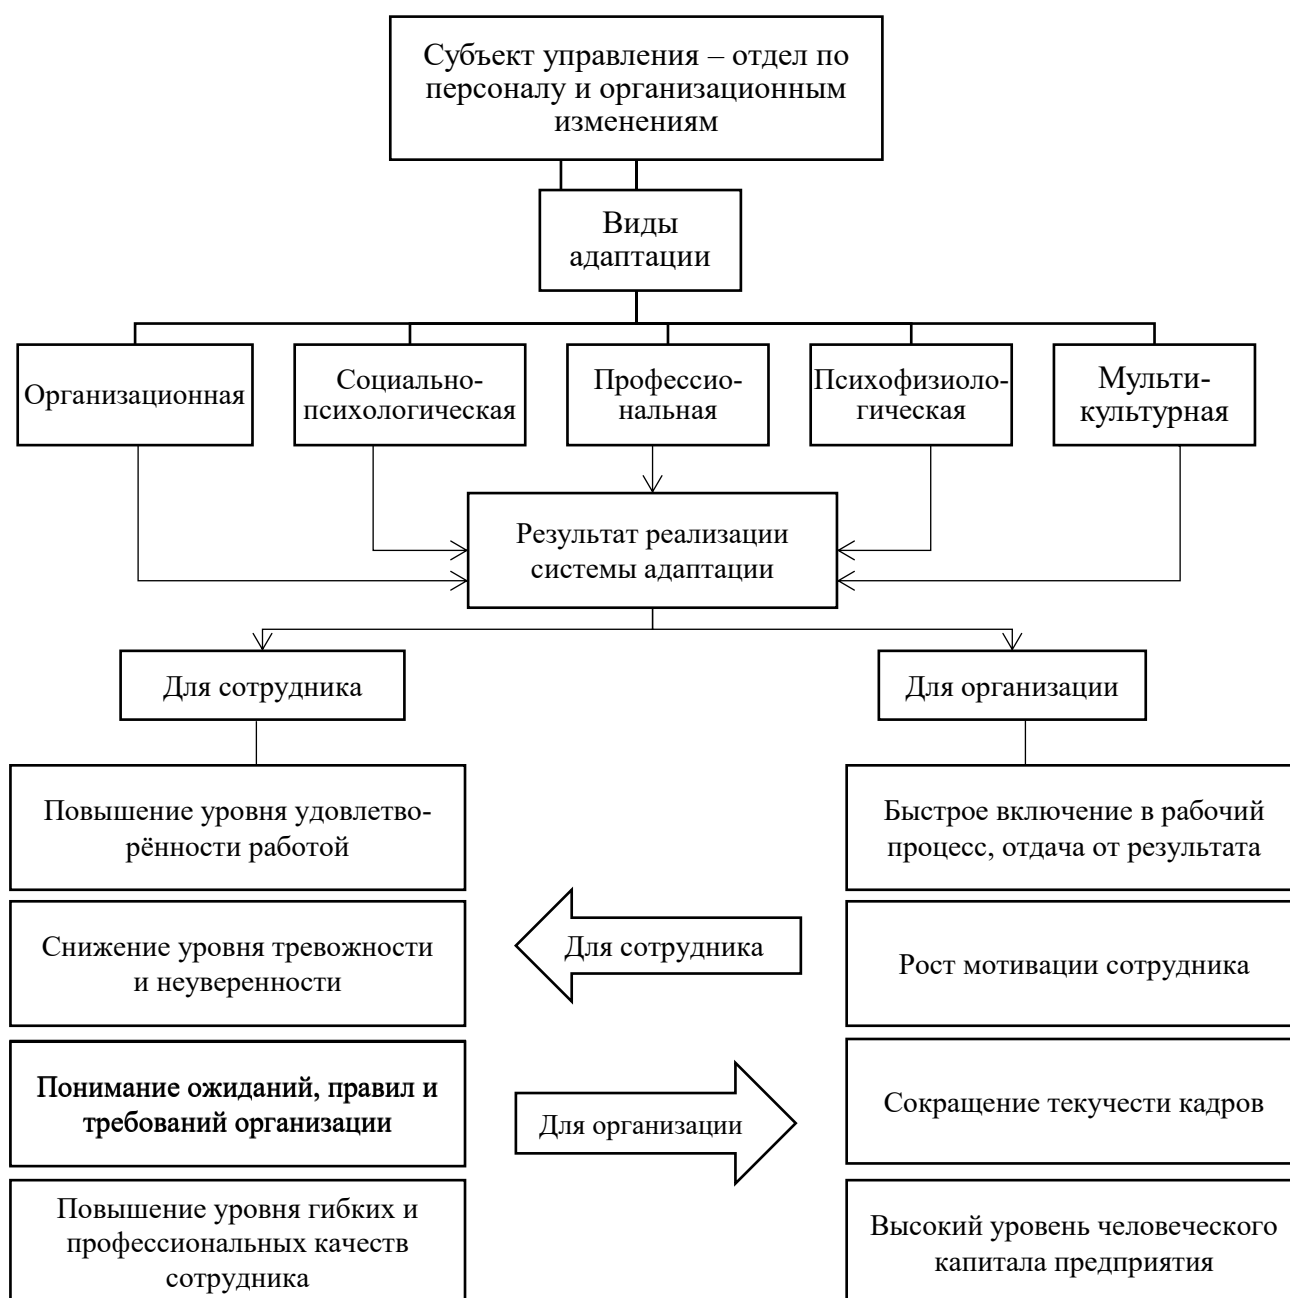 Субъект управления – отдел по
персоналу и организационным
изменениям
Виды
адаптации
Организационная
Социально-
психологическая
Профессио-
нальная
Психофизиоло-
гическая
Мульти-
культурная
Результат реализации
системы адаптации
Для сотрудника
Для организации
Повышение уровня удовлетво-
рённости работой
Быстрое включение в рабочий
процесс, отдача от результата
Снижение уровня тревожности
и неуверенности
Для сотрудника
Рост мотивации сотрудника
Понимание ожиданий, правил и
требований организации
Для организации
Сокращение текучести кадров
Повышение уровня гибких и
профессиональных качеств
сотрудника
Высокий уровень человеческого
капитала предприятия